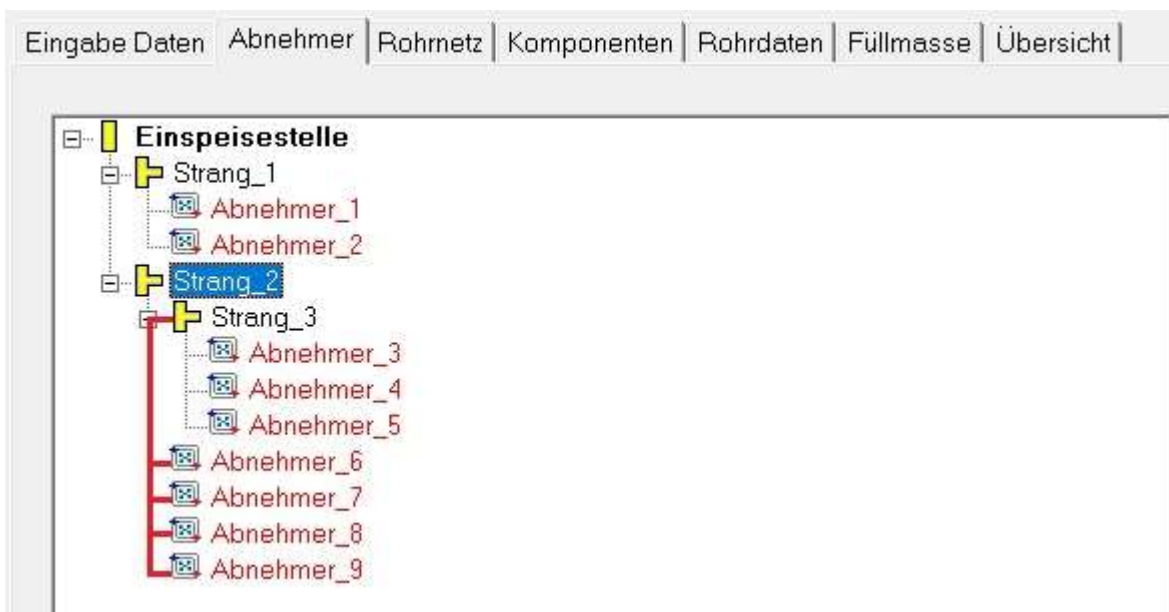 Eingabe Daten Abnehmer Rohrnetz Komponenten Rohrdaten Füllmasse Übersicht
Einspeisestelle
Strang_1
Abnehmer_1
Abnehmer_2
Strang_2
Strang_3
Abnehmer_3
Abnehmer_4
Abnehmer_5
Abnehmer_6
Abnehmer_7
Abnehmer_8
Abnehmer_9